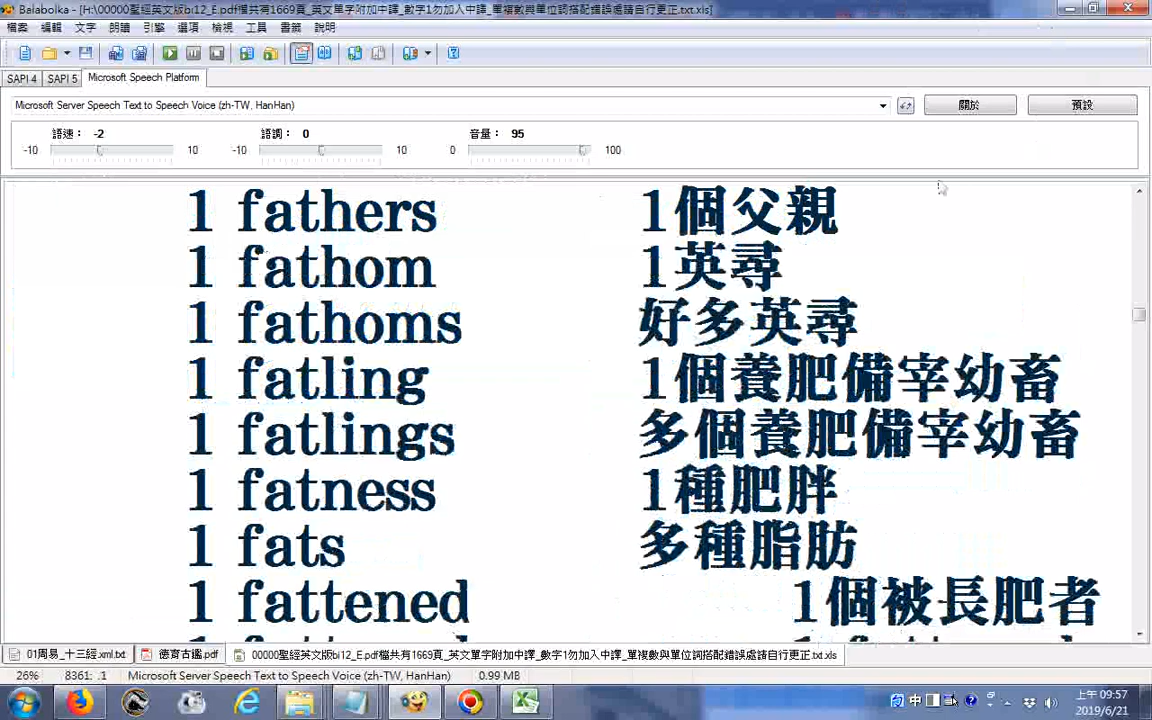 Balabolka - [H:\00000聖經英文版bi12_E.pdf檔共有1669頁_英文單字附加中譯_數字1勿加入中譯_單複數與單位詞搭配錯誤處請自行更正.txt.xls]
檔案 編輯 文字 朗讀 引擎 選項 檢視 工具 書籤 說明
SAPI 4 SAPI 5 Microsoft Speech Platform
Microsoft Server Speech Text to Speech Voice (zh-TW, HanHan) 關於 預設
語速： -2 語調： 0 音量： 95
-10 10 -10 10 0 100
1 fathers 1個父親
1 fathom 1英尋
1 fathoms 好多英尋
1 fatling 1個養肥備宰幼畜
1 fatlings 多個養肥備宰幼畜
1 fatness 1種肥胖
1 fats 多種脂肪
1 fattened 1個被長肥者
01周易_十三經.xml.txt 德育古鑑.pdf 00000聖經英文版bi12_E.pdf檔共有1669頁_英文單字附加中譯_數字1勿加入中譯_單複數與單位詞搭配錯誤處請自行更正.txt.xls
26% 8361: .1 Microsoft Server Speech Text to Speech Voice (zh-TW, HanHan) 0.99 MB
中 上午 09:57
2019/6/21